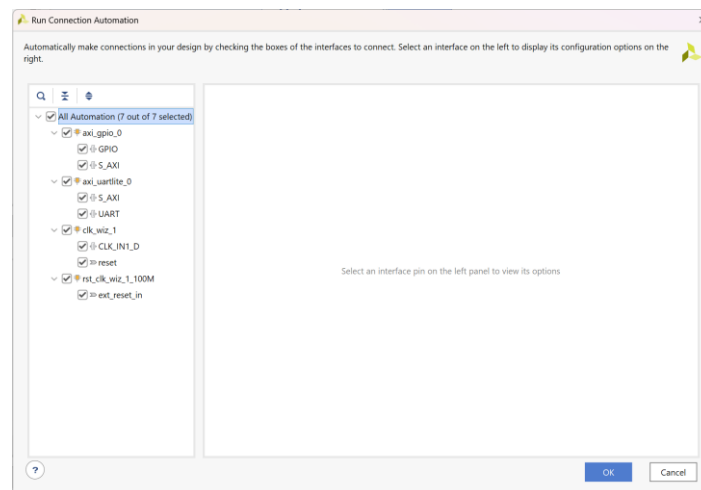 Run Connection Automation
Automatically make connections in your design by checking the boxes of the interfaces to connect. Select an interface on the left to display its configuration options on the
right.
All Automation (7 out of 7 selected)
axi_gpio_0
GPIO
S_AXI
axi_uartlite_0
S_AXI
UART
clk_wiz_1
CLK_IN1_D
reset
rst_clk_wiz_1_100M
ext_reset_in
Select an interface pin on the left panel to view its options
?
OK
Cancel